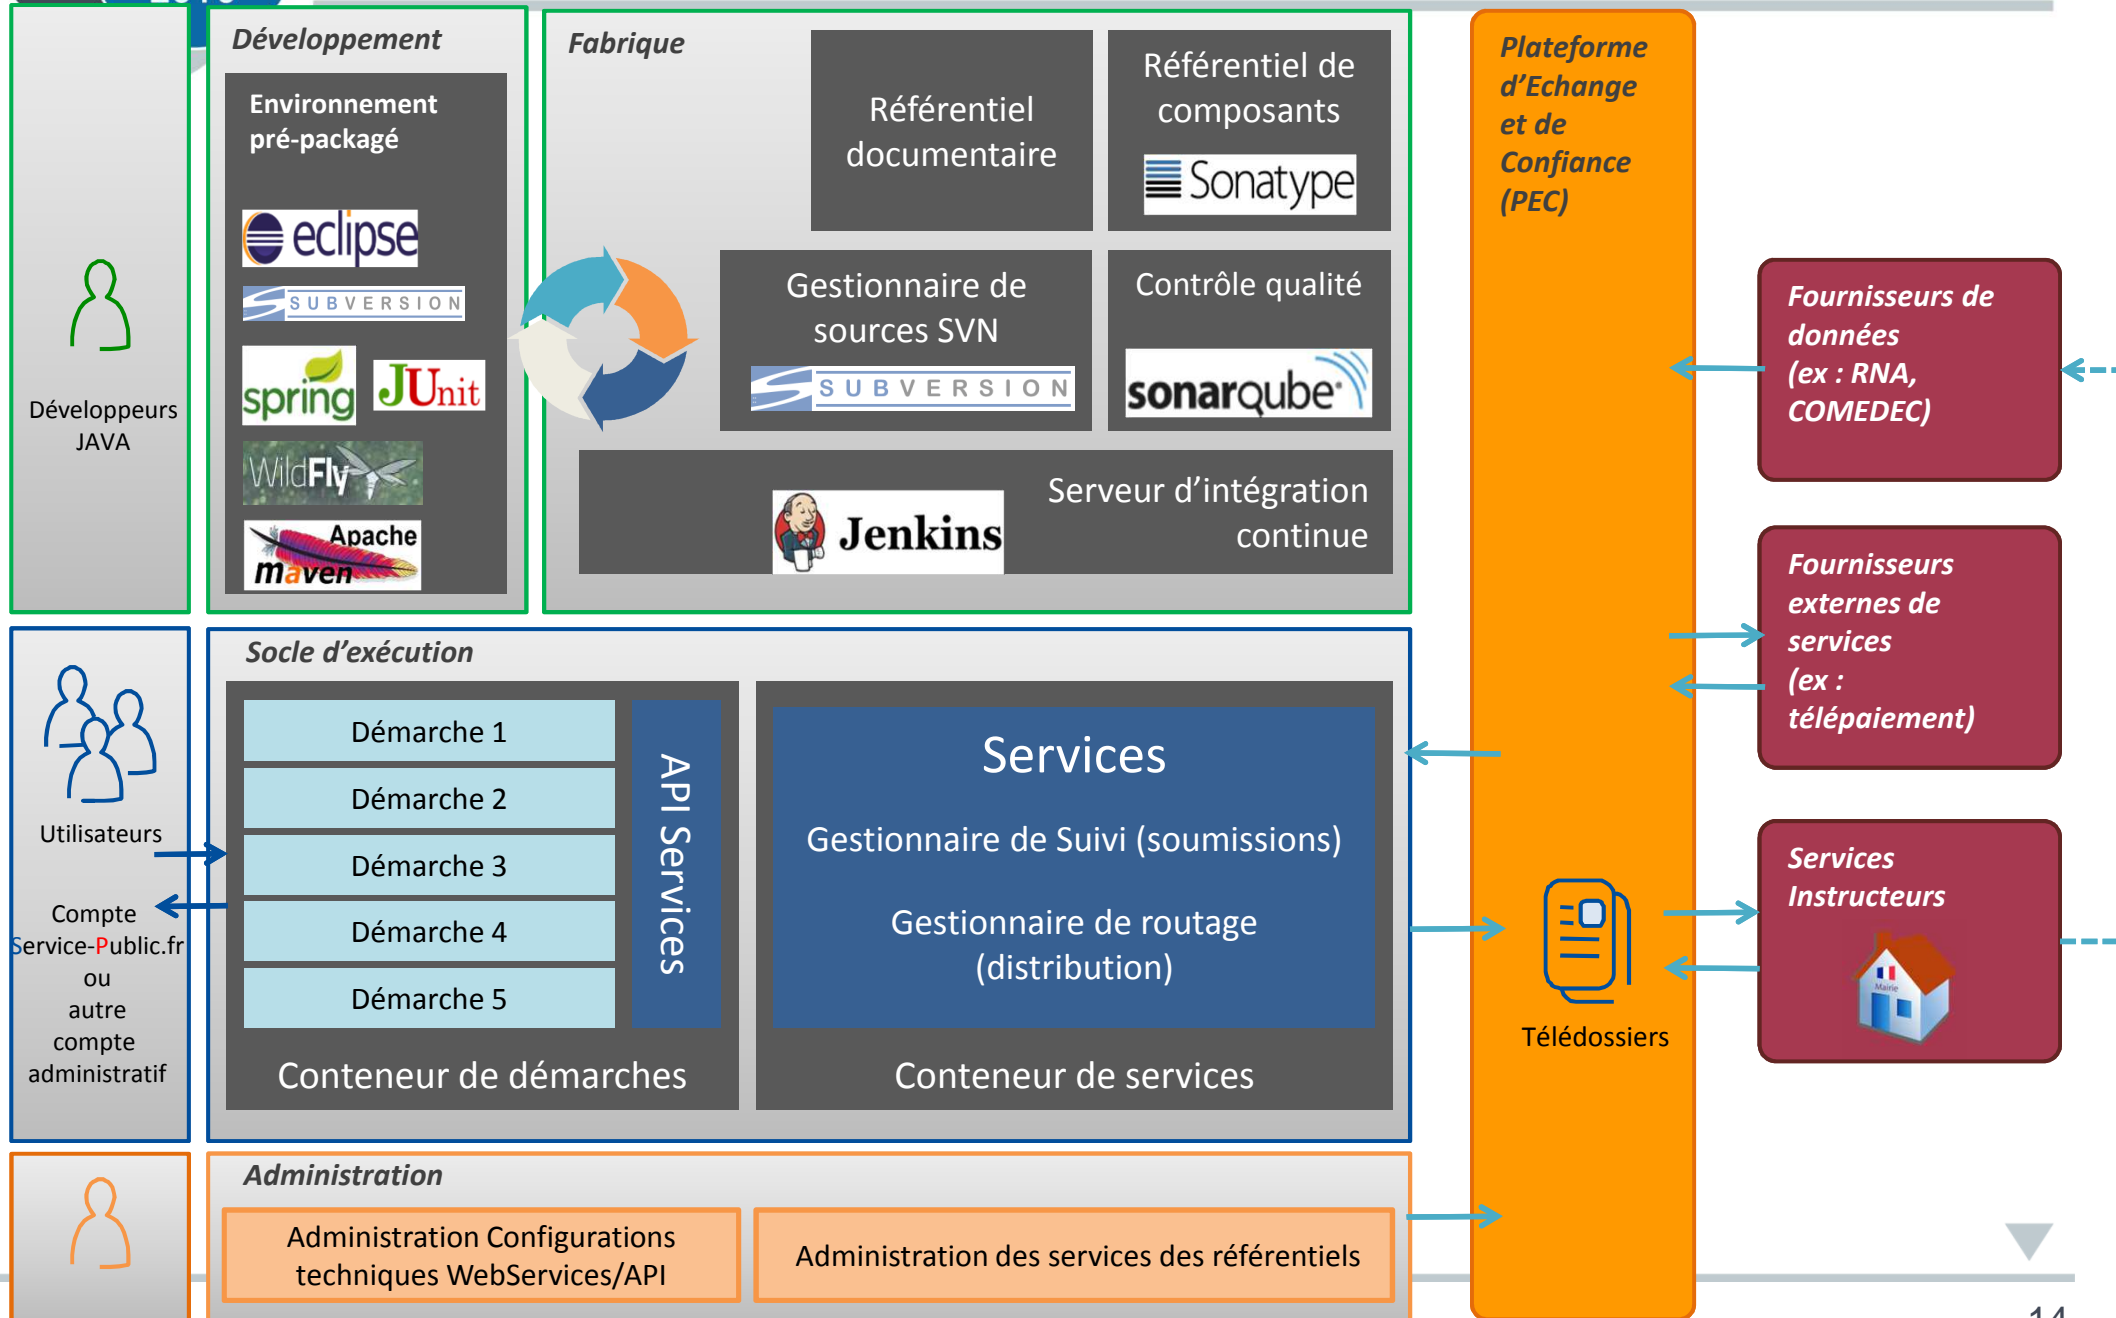 Développement
Environnement
pré-packagé
eclipse
SUBVERSION
spring
JUnit
WildFly
Apache
maven
Développeurs
JAVA
Fabrique
Référentiel
documentaire
Référentiel de
composants
Sonatype
Gestionnaire de
sources SVN
SUBVERSION
Contrôle qualité
sonarqube
Jenkins
Serveur d'intégration
continue
Plateforme
d'Echange
et de
Confiance
(PEC)
Fournisseurs de
données
(ex : RNA,
COMEDEC)
Fournisseurs
externes de
services
(ex :
télépaiement)
Services
Instructeurs
Mairie
Télédossiers
Utilisateurs
Compte
Service-Public.fr
ou
autre
compte
administratif
Socle d'exécution
Démarche 1
Démarche 2
Démarche 3
Démarche 4
Démarche 5
API Services
Conteneur de démarches
Services
Gestionnaire de Suivi (soumissions)
Gestionnaire de routage
(distribution)
Conteneur de services
Administration
Administration Configurations
techniques WebServices/API
Administration des services des référentiels
14